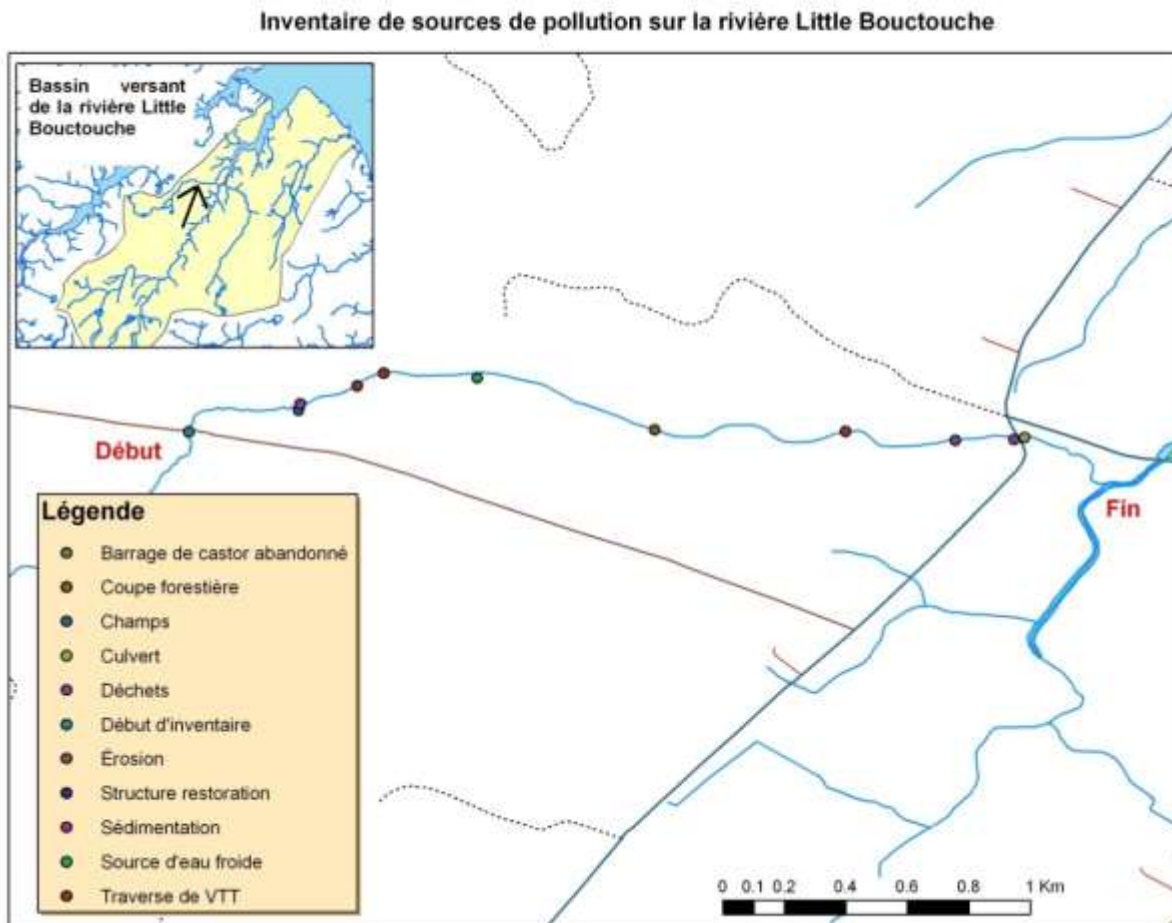 Inventaire de sources de pollution sur la rivière Little Bouctouche
Bassin versant
de la rivière Little
Bouctouche
Début
Fin
Légende
Barrage de castor abandonné
Coupe forestière
Champs
Culvert
Déchets
Début d'inventaire
Érosion
Structure restoration
Sédimentation
Source d'eau froide
Traverse de VTT
0 0.1 0.2 0.4 0.6 0.8 1 Km